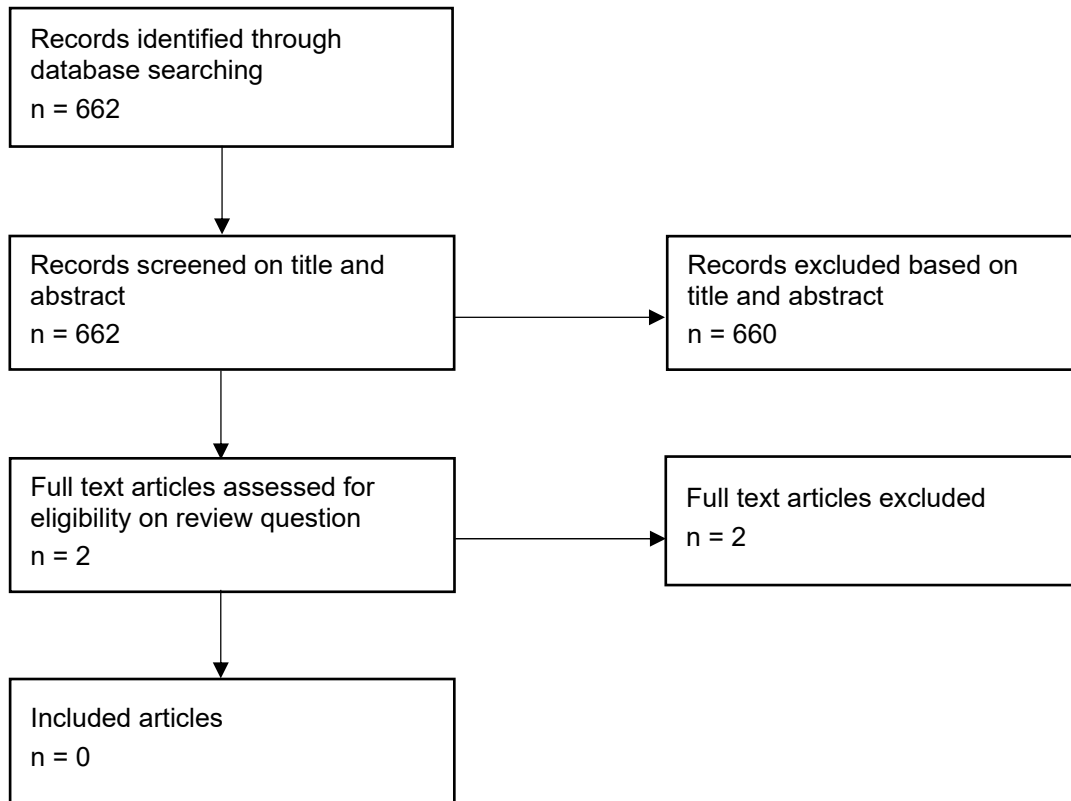 Records identified through
database searching
n = 662
Records screened on title and
abstract
n = 662
Records excluded based on
title and abstract
n = 660
Full text articles assessed for
eligibility on review question
n = 2
Full text articles excluded
n = 2
Included articles
n = 0